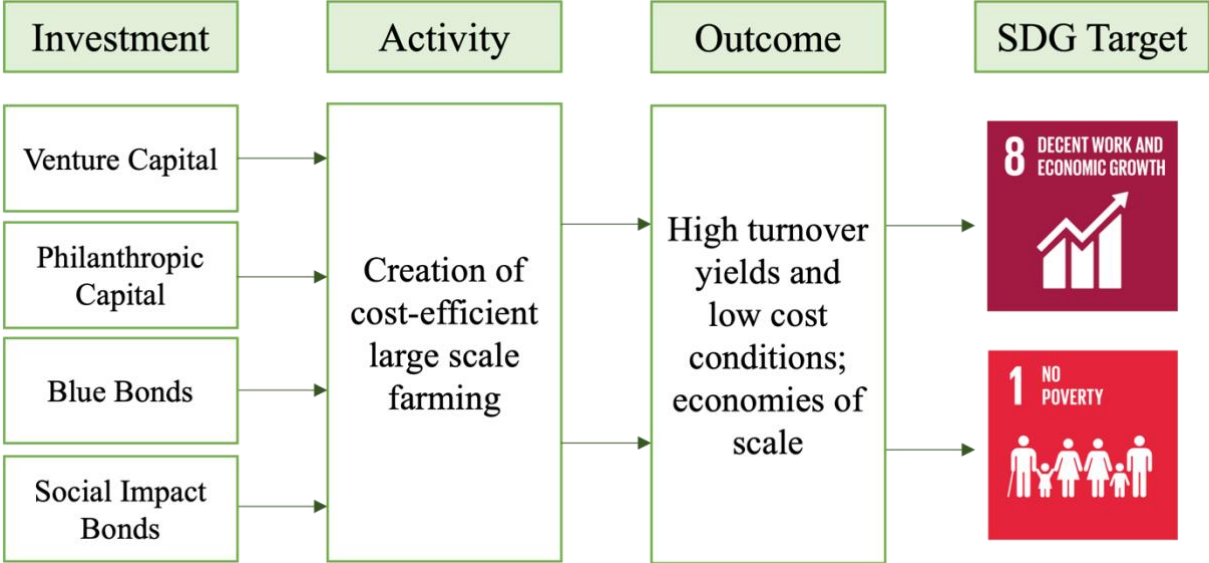 Investment
Activity
Outcome
SDG Target
Venture Capital
Philanthropic
Capital
Blue Bonds
Social Impact
Bonds
Creation of
cost-efficient
large scale
farming
High turnover
yields and
low cost
conditions;
economies of
scale
8 DECENT WORK AND
ECONOMIC GROWTH
1 NO
POVERTY